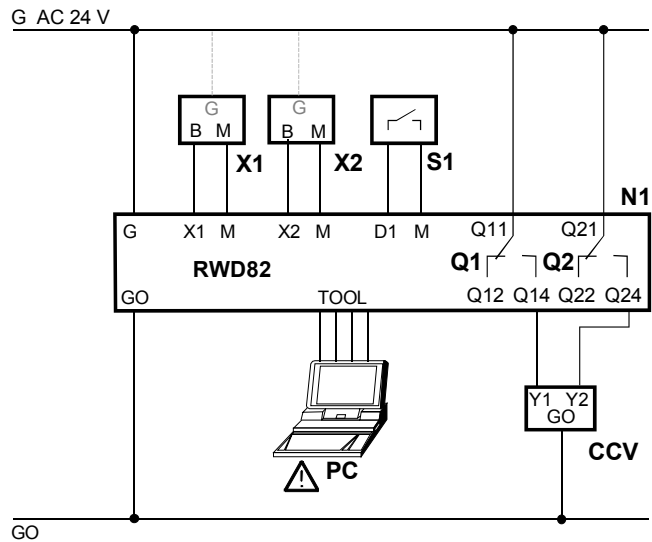 G AC 24 V
G G
B M B M
X1 X2 S1
N1
G X1 M X2 M D1 M Q11 Q21
RWD82 Q1 Q2
GO TOOL Q12 Q14 Q22 Q24
Y1 Y2
GO
CCV
PC
GO